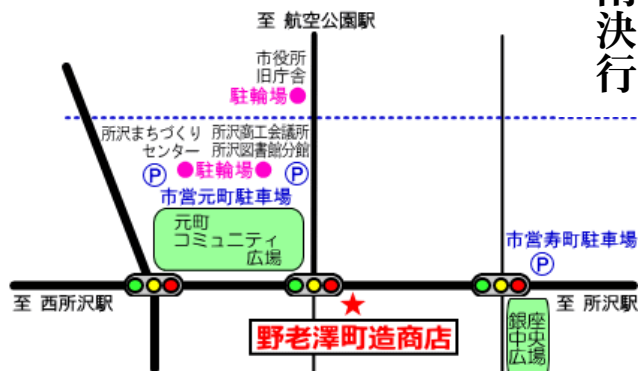 至 航空公園駅
雨決行
市役所
旧庁舎
駐輪場
所沢まちづくり
センター
所沢商工会議所
所沢図書館分館
駐輪場
P
P
市営元町駐車場
元町
コミュニティ
広場
市営寿町駐車場
P
至 西所沢駅
至 所沢駅
野老澤町造商店
銀座
中央
広場